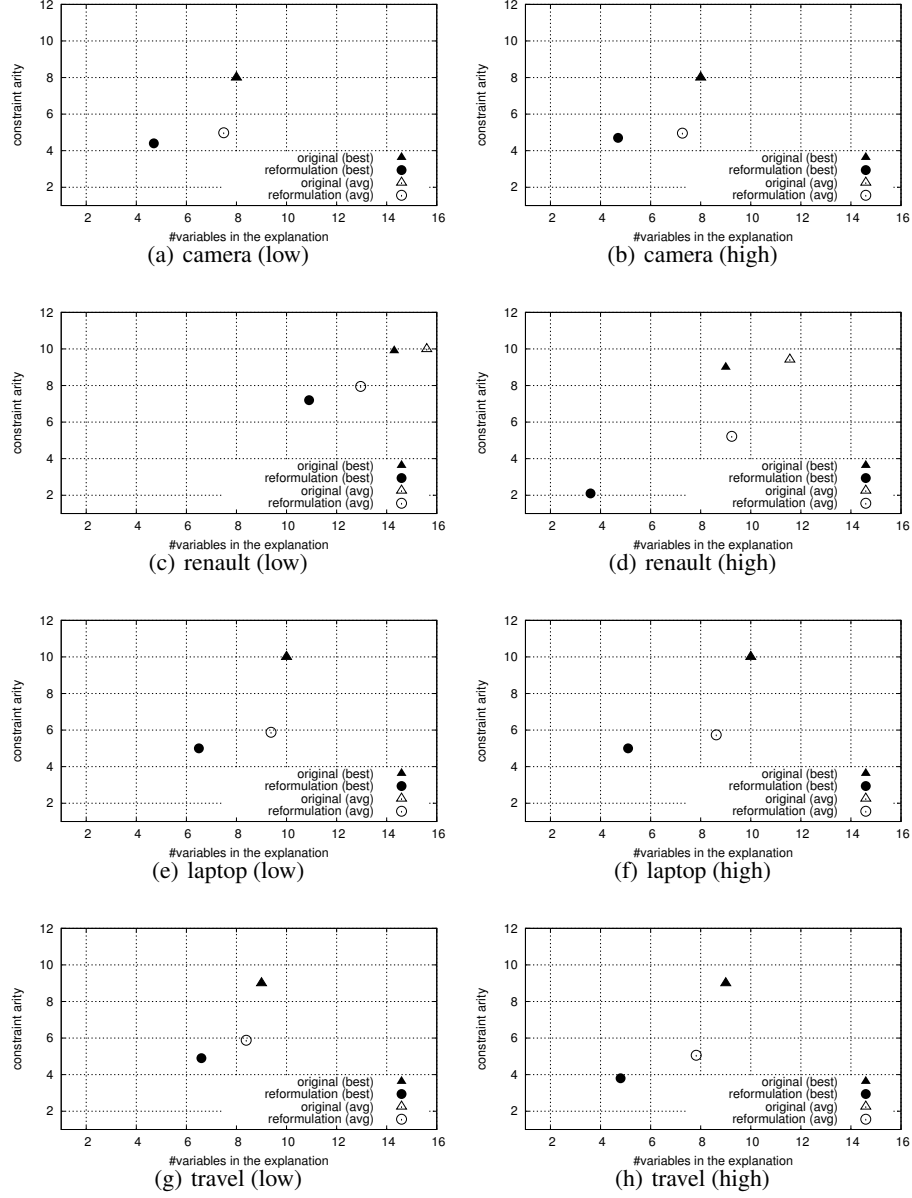 12
10
8
6
4
2
constraint arity
original (best)
reformulation (best)
original (avg)
reformulation (avg)
2 4 6 8 10 12 14 16
#variables in the explanation
(a) camera (low)
12
10
8
6
4
2
constraint arity
original (best)
reformulation (best)
original (avg)
reformulation (avg)
2 4 6 8 10 12 14 16
#variables in the explanation
(b) camera (high)
12
10
8
6
4
2
constraint arity
original (best)
reformulation (best)
original (avg)
reformulation (avg)
2 4 6 8 10 12 14 16
#variables in the explanation
(c) renault (low)
12
10
8
6
4
2
constraint arity
original (best)
reformulation (best)
original (avg)
reformulation (avg)
2 4 6 8 10 12 14 16
#variables in the explanation
(d) renault (high)
12
10
8
6
4
2
constraint arity
original (best)
reformulation (best)
original (avg)
reformulation (avg)
2 4 6 8 10 12 14 16
#variables in the explanation
(e) laptop (low)
12
10
8
6
4
2
constraint arity
original (best)
reformulation (best)
original (avg)
reformulation (avg)
2 4 6 8 10 12 14 16
#variables in the explanation
(f) laptop (high)
12
10
8
6
4
2
constraint arity
original (best)
reformulation (best)
original (avg)
reformulation (avg)
2 4 6 8 10 12 14 16
#variables in the explanation
(g) travel (low)
12
10
8
6
4
2
constraint arity
original (best)
reformulation (best)
original (avg)
reformulation (avg)
2 4 6 8 10 12 14 16
#variables in the explanation
(h) travel (high)